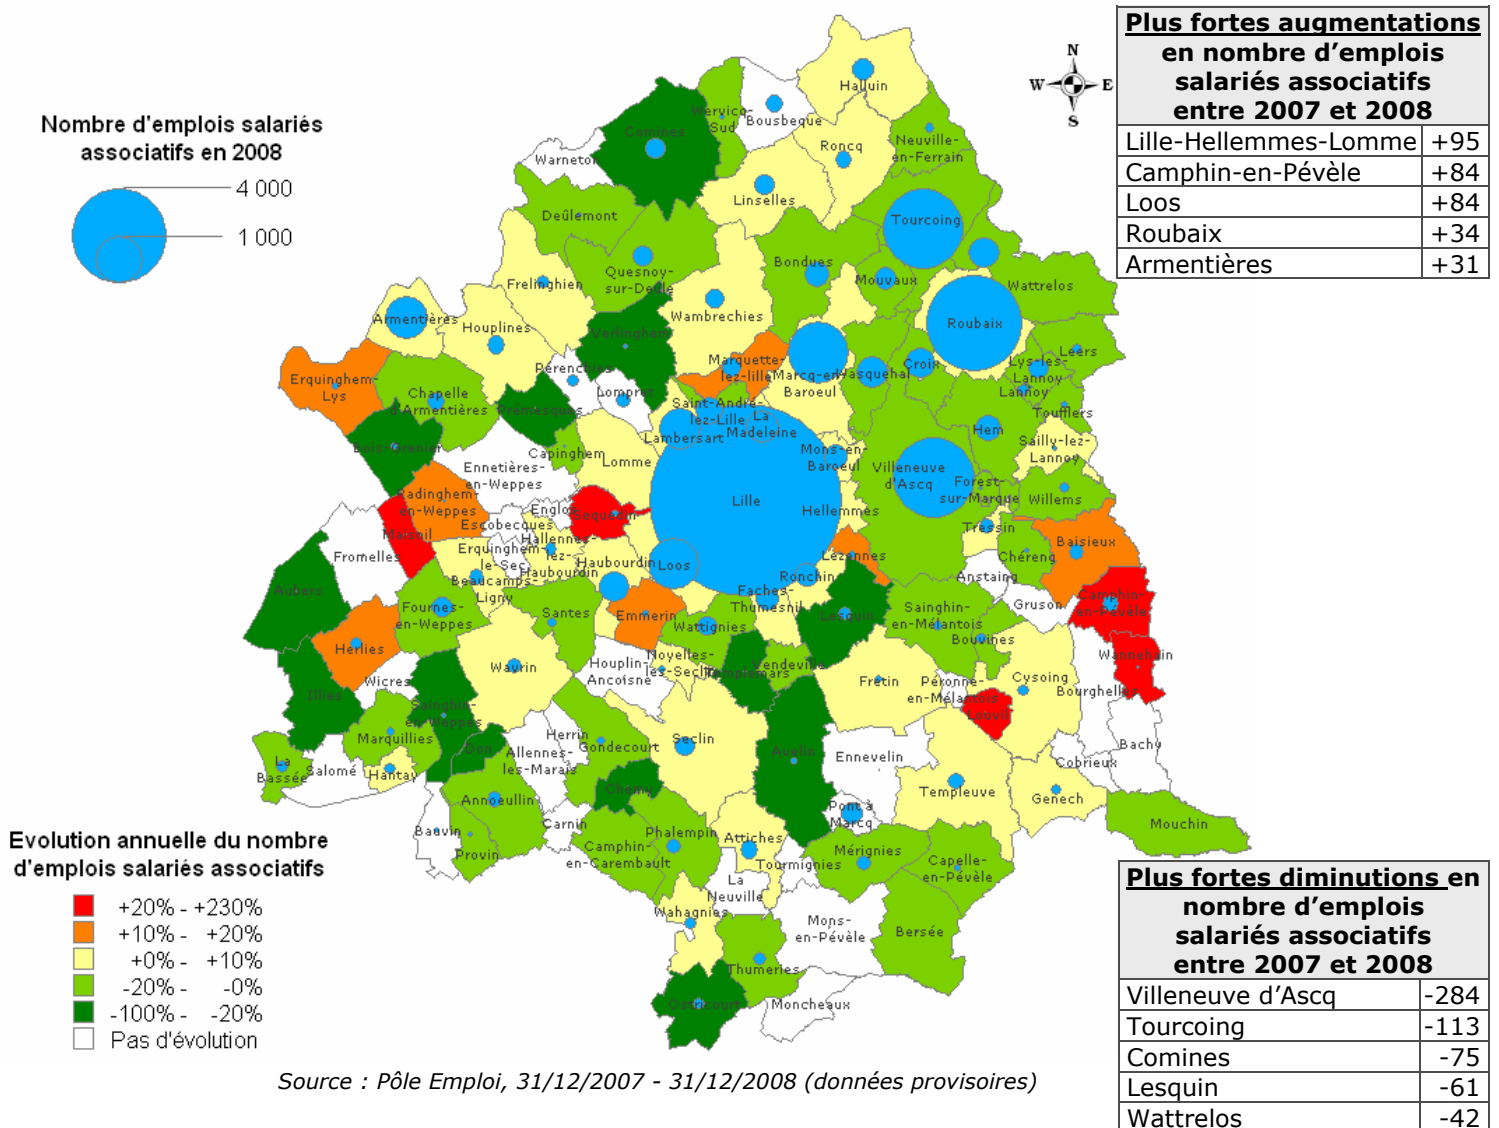 Plus fortes augmentations
en nombre d'emplois
salariés associatifs
entre 2007 et 2008
Lille-Hellemmes-Lomme +95
Camphin-en-Pévèle +84
Loos +84
Roubaix +34
Armentières +31
N
W E
S
Nombre d'emplois salariés
associatifs en 2008
4 000
1 000
Halluin
Wervicq-
Sud
Bousbeque
Comines
Neuville-
en-Ferrain
Roncq
Warneton
Linselles
Deûlemont
Tourcoing
Bondues
Quesnoy-
sur-Deûle
Mouvaux
Wattrelos
Frelinghien
Wambrechies
Armentières
Houplines
Roubaix
Verlinghem
Leers
Marquette-
lez-lille
Pérenchies
Croix
Lys-lez-
Lannoy
Marcq-en-
Baroeul
Wasquehal
Erquinghem-
Lys
Chapelle
d'Armentières
Lompret
Lannoy
Prémesques
Saint-André-
lez-Lille
La
Madeleine
Toufflers
Lambersart
Hem
Bois-Grenier
Sailly-lez-
Lannoy
Capinghem
Mons-en-
Baroeul
Lomme
Ennetières-
en-Weppes
Villeneuve
d'Ascq
Forest-
sur-Marque
Willems
Radinghem-
en-Weppes
Lille
Englos
Sequedin
Hellemmes
Escobecques
Maisnil
Tressin
Hallennes-
lez-
Haubourdin
Baisieux
Erquinghem-
le-Sec
Fromelles
Lézennes
Chéreng
Haubourdin
Loos
Beaucamps-
Ligny
Ronchin
Anstaing
Aubers
Faches-
Thumesnil
Camphin-
en-Pévèle
Gruson
Fournes-
en-Weppes
Santes
Emmerin
Wattignies
Lesquin
Sainghin-
en-Mélantois
Bouvines
Herlies
Noyelles-
lès-Seclin
Wannehain
Houplin-
Ancoisne
Wavrin
Vendeville
Templemars
Cysoing
Wicres
Fretin
Péronne-
en-Mélantois
Bourghelles
Illies
Sainghin-
en-Weppes
Louvil
Marquillies
Seclin
Herrin
Gondecourt
Bachy
Don
Allennes-
les-Marais
Avelin
Ennevelin
Cobrieux
La
Bassée
Salomé
Hantay
Chemy
Templeuve
Genech
Annoeullin
Pont à
Marcq
Carnin
Mouchin
Bauvin
Phalempin
Attiches
Provin
Camphin-
en-Carembault
Mérignies
Tourmignies
Capelle-
en-Pévèle
La
Neuville
Wahagnies
Mons-
en-Pévèle
Bersée
Thumeries
Ostricourt
Moncheaux
Evolution annuelle du nombre
d'emplois salariés associatifs
+20% - +230%
+10% - +20%
+0% - +10%
-20% - -0%
-100% - -20%
Pas d'évolution
Plus fortes diminutions en
nombre d'emplois
salariés associatifs
entre 2007 et 2008
Villeneuve d'Ascq -284
Tourcoing -113
Comines -75
Lesquin -61
Wattrelos -42
Source : Pôle Emploi, 31/12/2007 - 31/12/2008 (données provisoires)